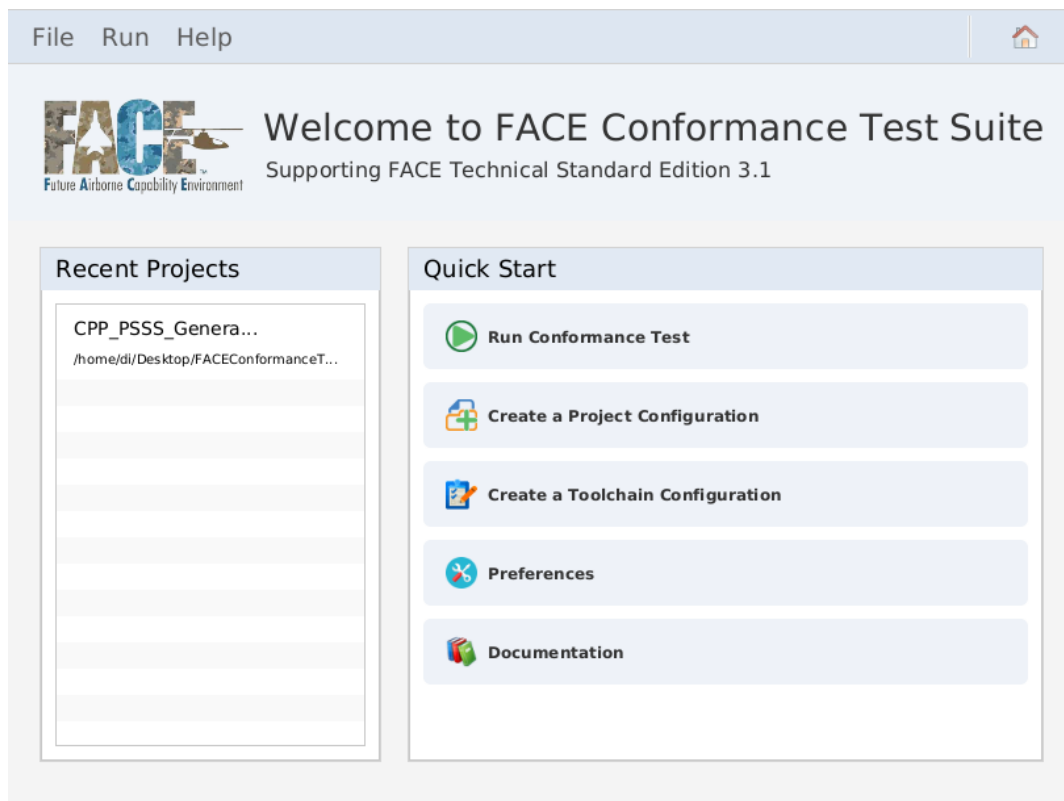 File Run Help
FACE
Future Airborne Capability Environment
Welcome to FACE Conformance Test Suite
Supporting FACE Technical Standard Edition 3.1
Recent Projects
CPP_PSSS_Genera...
/home/di/Desktop/FACEConformanceT...
Quick Start
Run Conformance Test
Create a Project Configuration
Create a Toolchain Configuration
Preferences
Documentation